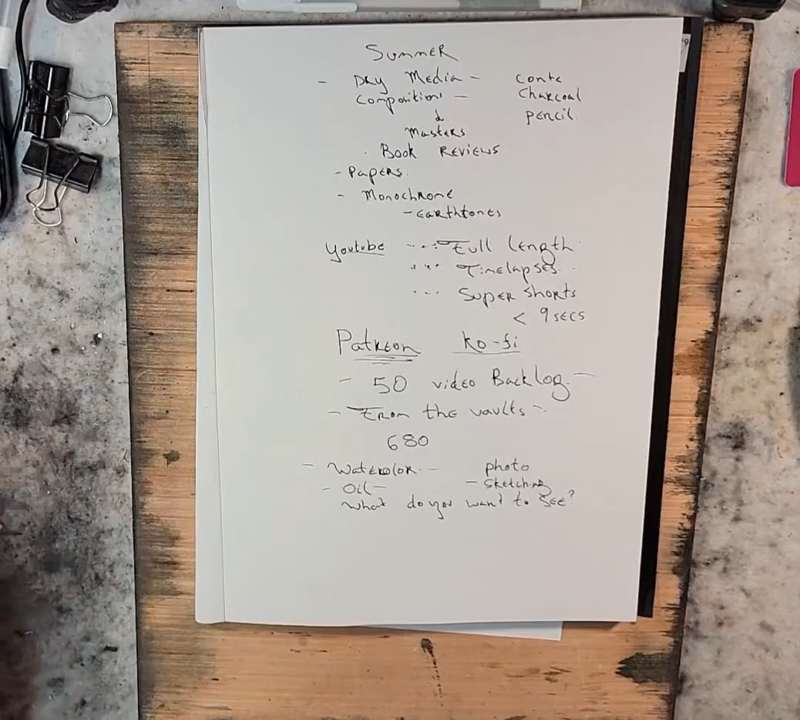 Summer
- Dry Media - conte
Compositions - Charcoal
& pencil
Masters
. Book Reviews
- Papers.
- Monochrome
- earthtones
Youtube ... Full length
... Timelapses.
... Super shorts
< 9 secs
Patreon Ko-fi
- 50 video Backlog. -
- From the vaults -
680
- Watercolor. - photo
- Oil - - sketching
What do you want to see?